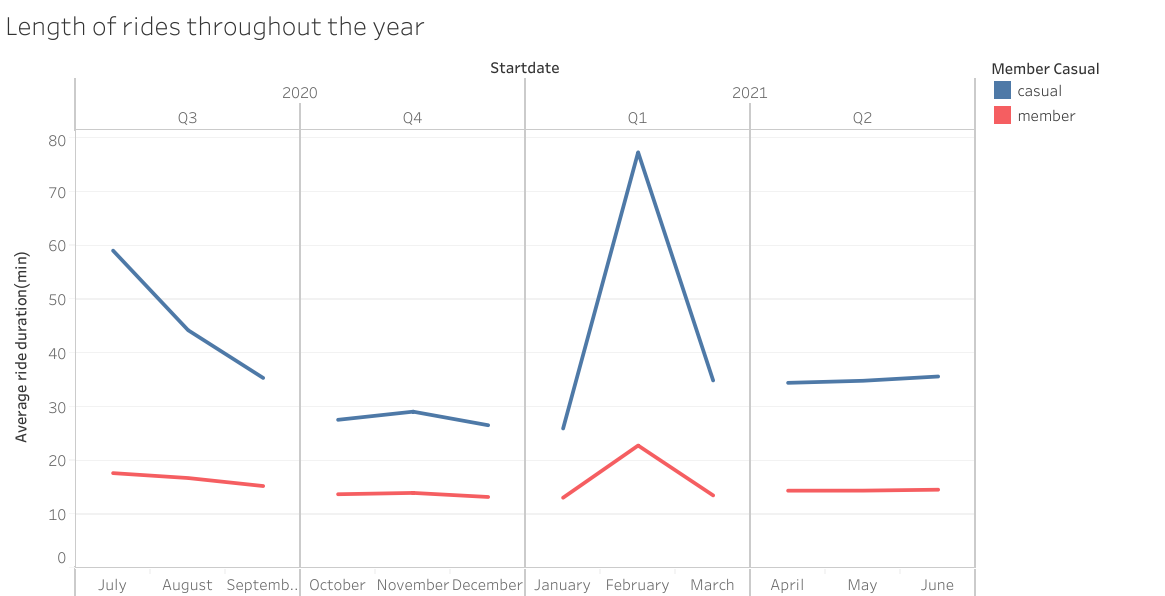 Length of rides throughout the year
Startdate
2020 2021
Q3 Q4 Q1 Q2
Member Casual
casual
member
Average ride duration(min)
80
70
60
50
40
30
20
10
0
July August Septemb.. October November December January February March April May June